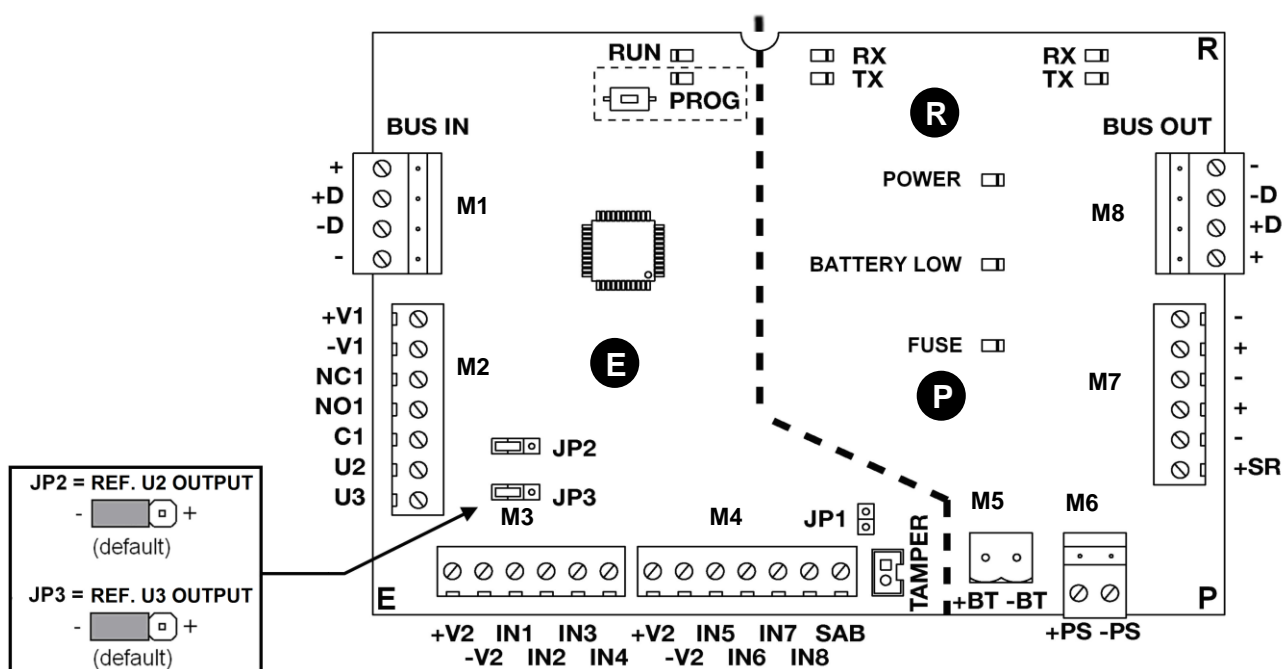 RUN
PROG
RX
TX
RX
TX
R
R
BUS IN
BUS OUT
+
+D
-D
-
M1
POWER
M8
-
-D
+D
+
BATTERY LOW
+V1
-V1
NC1
NO1
C1
U2
U3
M2
E
FUSE
P
M7
-
+
-
+
-
+SR
JP2
JP3
JP2 = REF. U2 OUTPUT
- +
(default)
JP3 = REF. U3 OUTPUT
- +
(default)
M3
M4
JP1
TAMPER
M5
M6
E
P
+BT -BT
+PS -PS
+V2 IN1 IN3 +V2 IN5 IN7 SAB
-V2 IN2 IN4 -V2 IN6 IN8